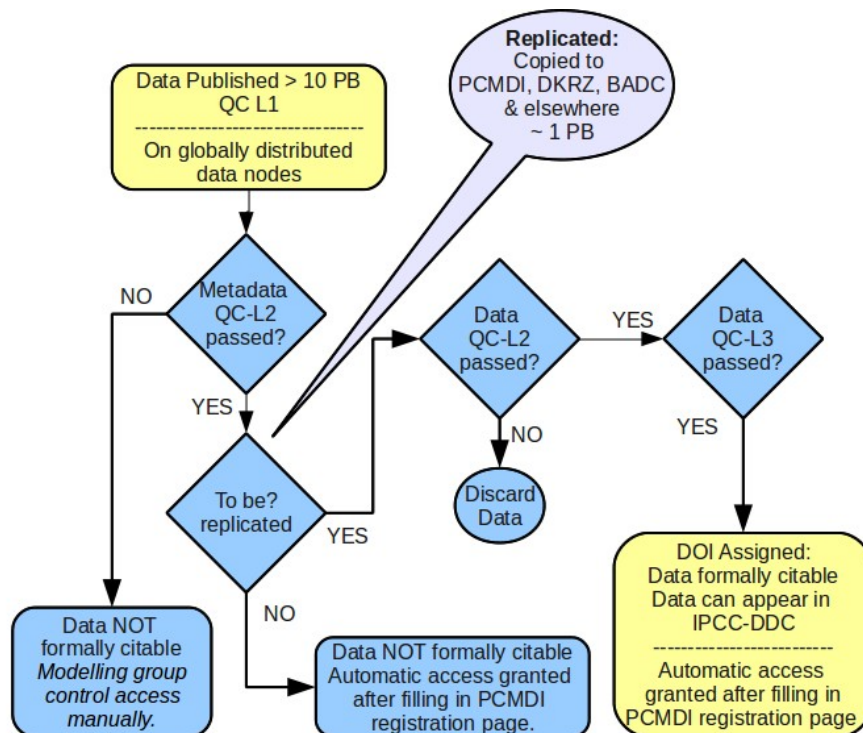 Replicated:
Copied to
PCMDI, DKRZ, BADC
& elsewhere
~ 1 PB
Data Published > 10 PB
QC L1
---------------------------------
On globally distributed
data nodes
NO
Metadata
QC-L2
passed?
YES
Data
QC-L2
passed?
YES
Data
QC-L3
passed?
YES
NO
Discard
Data
To be?
replicated
YES
NO
Data NOT
formally citable
Modelling group
control access
manually.
Data NOT formally citable
Automatic access granted
after filling in PCMDI
registration page.
DOI Assigned:
Data formally citable
Data can appear in
IPCC-DDC
--------------------------
Automatic access
granted after filling in
PCMDI registration page